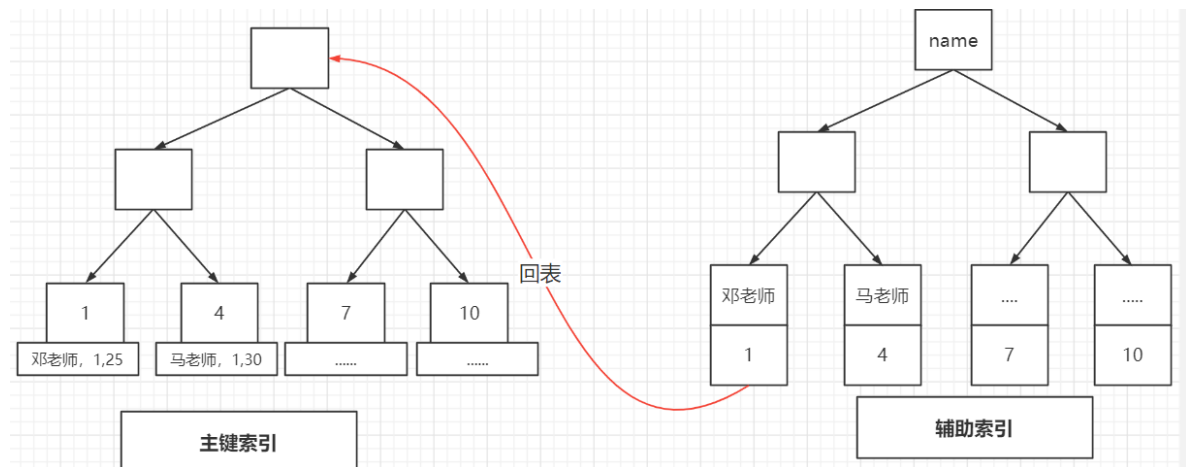 name
回表
邓老师
马老师
....
.....
1
4
7
10
1
4
7
10
邓老师，1,25
马老师，1,30
......
......
主键索引
辅助索引